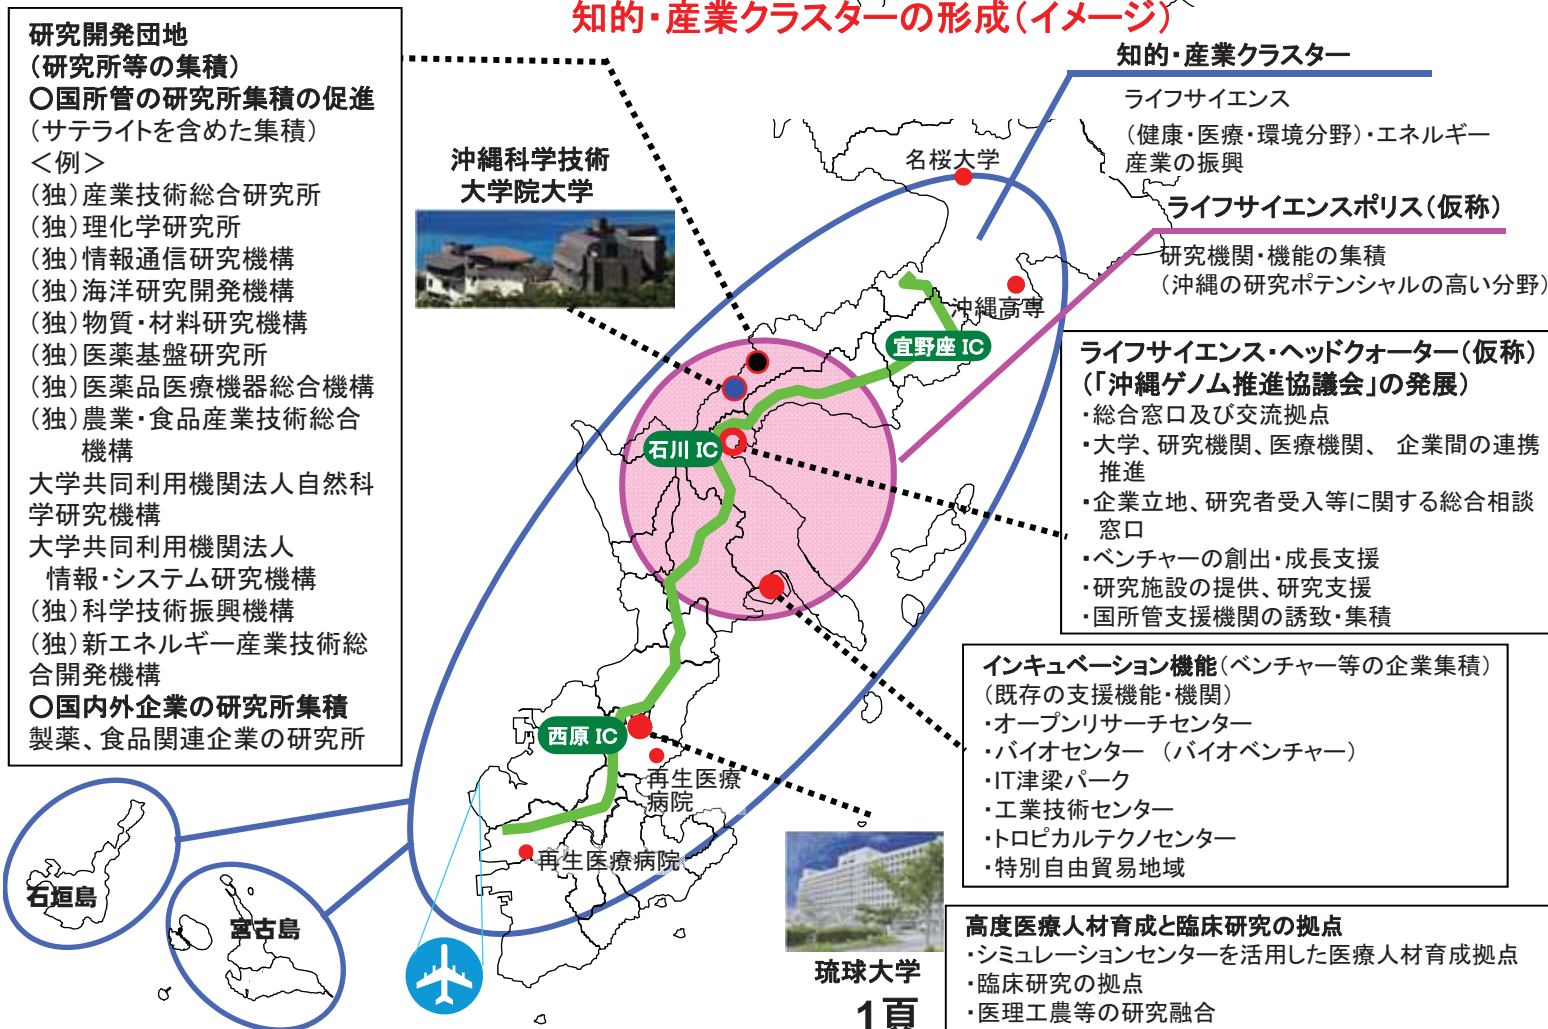 知的・産業クラスターの形成(イメージ)
研究開発団地
(研究所等の集積)
○国所管の研究所集積の促進
(サテライトを含めた集積)
＜例＞
(独)産業技術総合研究所
(独)理化学研究所
(独)情報通信研究機構
(独)海洋研究開発機構
(独)物質・材料研究機構
(独)医薬基盤研究所
(独)医薬品医療機器総合機構
(独)農業・食品産業技術総合
機構
大学共同利用機関法人自然科
学研究機構
大学共同利用機関法人
情報・システム研究機構
(独)科学技術振興機構
(独)新エネルギー産業技術総
合開発機構
○国内外企業の研究所集積
製薬、食品関連企業の研究所
沖縄科学技術
大学院大学
知的・産業クラスター
ライフサイエンス
(健康・医療・環境分野)・エネルギー
産業の振興
名桜大学
ライフサイエンスポリス(仮称)
研究機関・機能の集積
(沖縄の研究ポテンシャルの高い分野)
沖縄高専
宜野座 IC
石川 IC
ライフサイエンス・ヘッドクォーター(仮称)
(「沖縄ゲノム推進協議会」の発展)
・総合窓口及び交流拠点
・大学、研究機関、医療機関、 企業間の連携
推進
・企業立地、研究者受入等に関する総合相談
窓口
・ベンチャーの創出・成長支援
・研究施設の提供、研究支援
・国所管支援機関の誘致・集積
インキュベーション機能(ベンチャー等の企業集積)
(既存の支援機能・機関)
・オープンリサーチセンター
・バイオセンター (バイオベンチャー)
・IT津梁パーク
・工業技術センター
・トロピカルテクノセンター
・特別自由貿易地域
西原 IC
再生医療
病院
再生医療病院
石垣島
宮古島
琉球大学
高度医療人材育成と臨床研究の拠点
・シミュレーションセンターを活用した医療人材育成拠点
・臨床研究の拠点
・医理工農等の研究融合
1頁